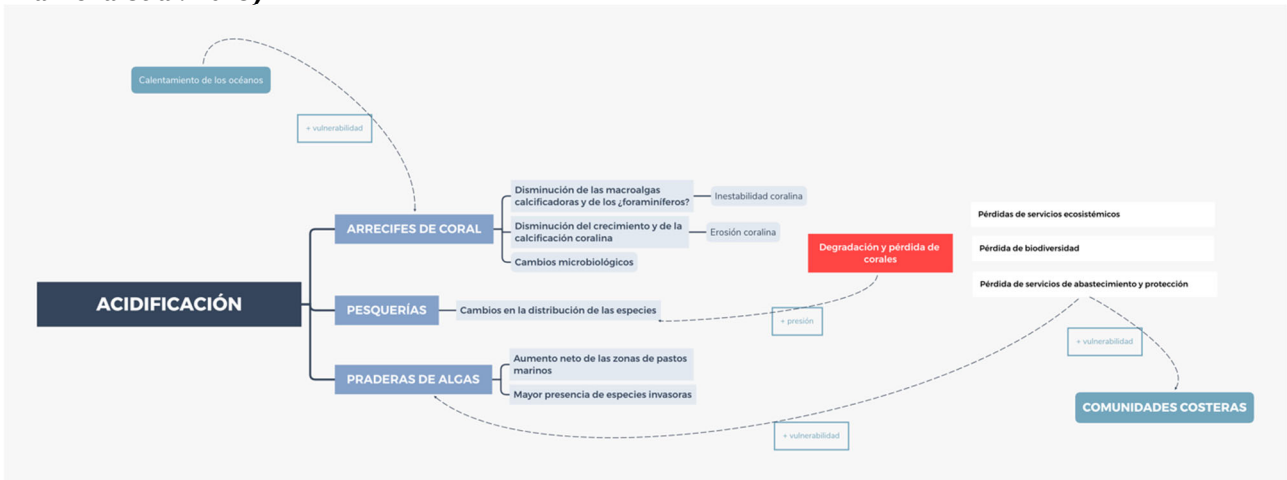 Calentamiento de los océanos
+ vulnerabilidad
Disminución de las macroalgas
calcificadoras y de los ¿foraminíferos?
Inestabilidad coralina
ARRECIFES DE CORAL
Disminución del crecimiento y de la
calcificación coralina
Erosión coralina
Cambios microbiológicos
Degradación y pérdida de
corales
Pérdidas de servicios ecosistémicos
Pérdida de biodiversidad
Pérdida de servicios de abastecimiento y protección
ACIDIFICACIÓN
PESQUERÍAS
Cambios en la distribución de las especies
+ presión
+ vulnerabilidad
PRADERAS DE ALGAS
Aumento neto de las zonas de pastos
marinos
Mayor presencia de especies invasoras
COMUNIDADES COSTERAS
+ vulnerabilidad